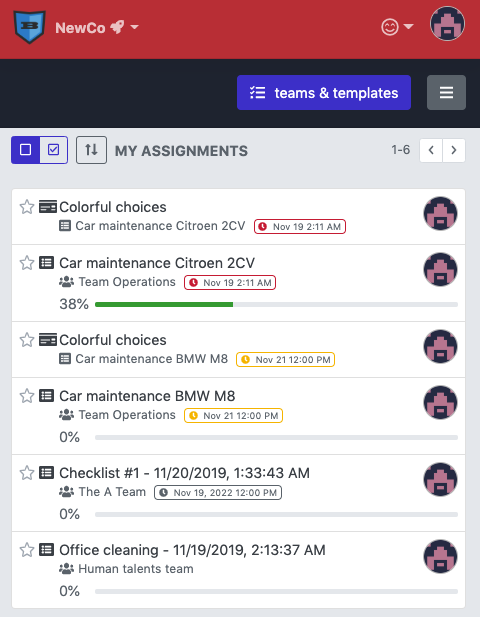 B
NewCo
teams & templates
MY ASSIGNMENTS
1-6
Colorful choices
Car maintenance Citroen 2CV Nov 19 2:11 AM
Car maintenance Citroen 2CV
Team Operations Nov 19 2:11 AM
38%
Colorful choices
Car maintenance BMW M8 Nov 21 12:00 PM
Car maintenance BMW M8
Team Operations Nov 21 12:00 PM
0%
Checklist #1 - 11/20/2019, 1:33:43 AM
The A Team Nov 19, 2022 12:00 PM
0%
Office cleaning - 11/19/2019, 2:13:37 AM
Human talents team
0%